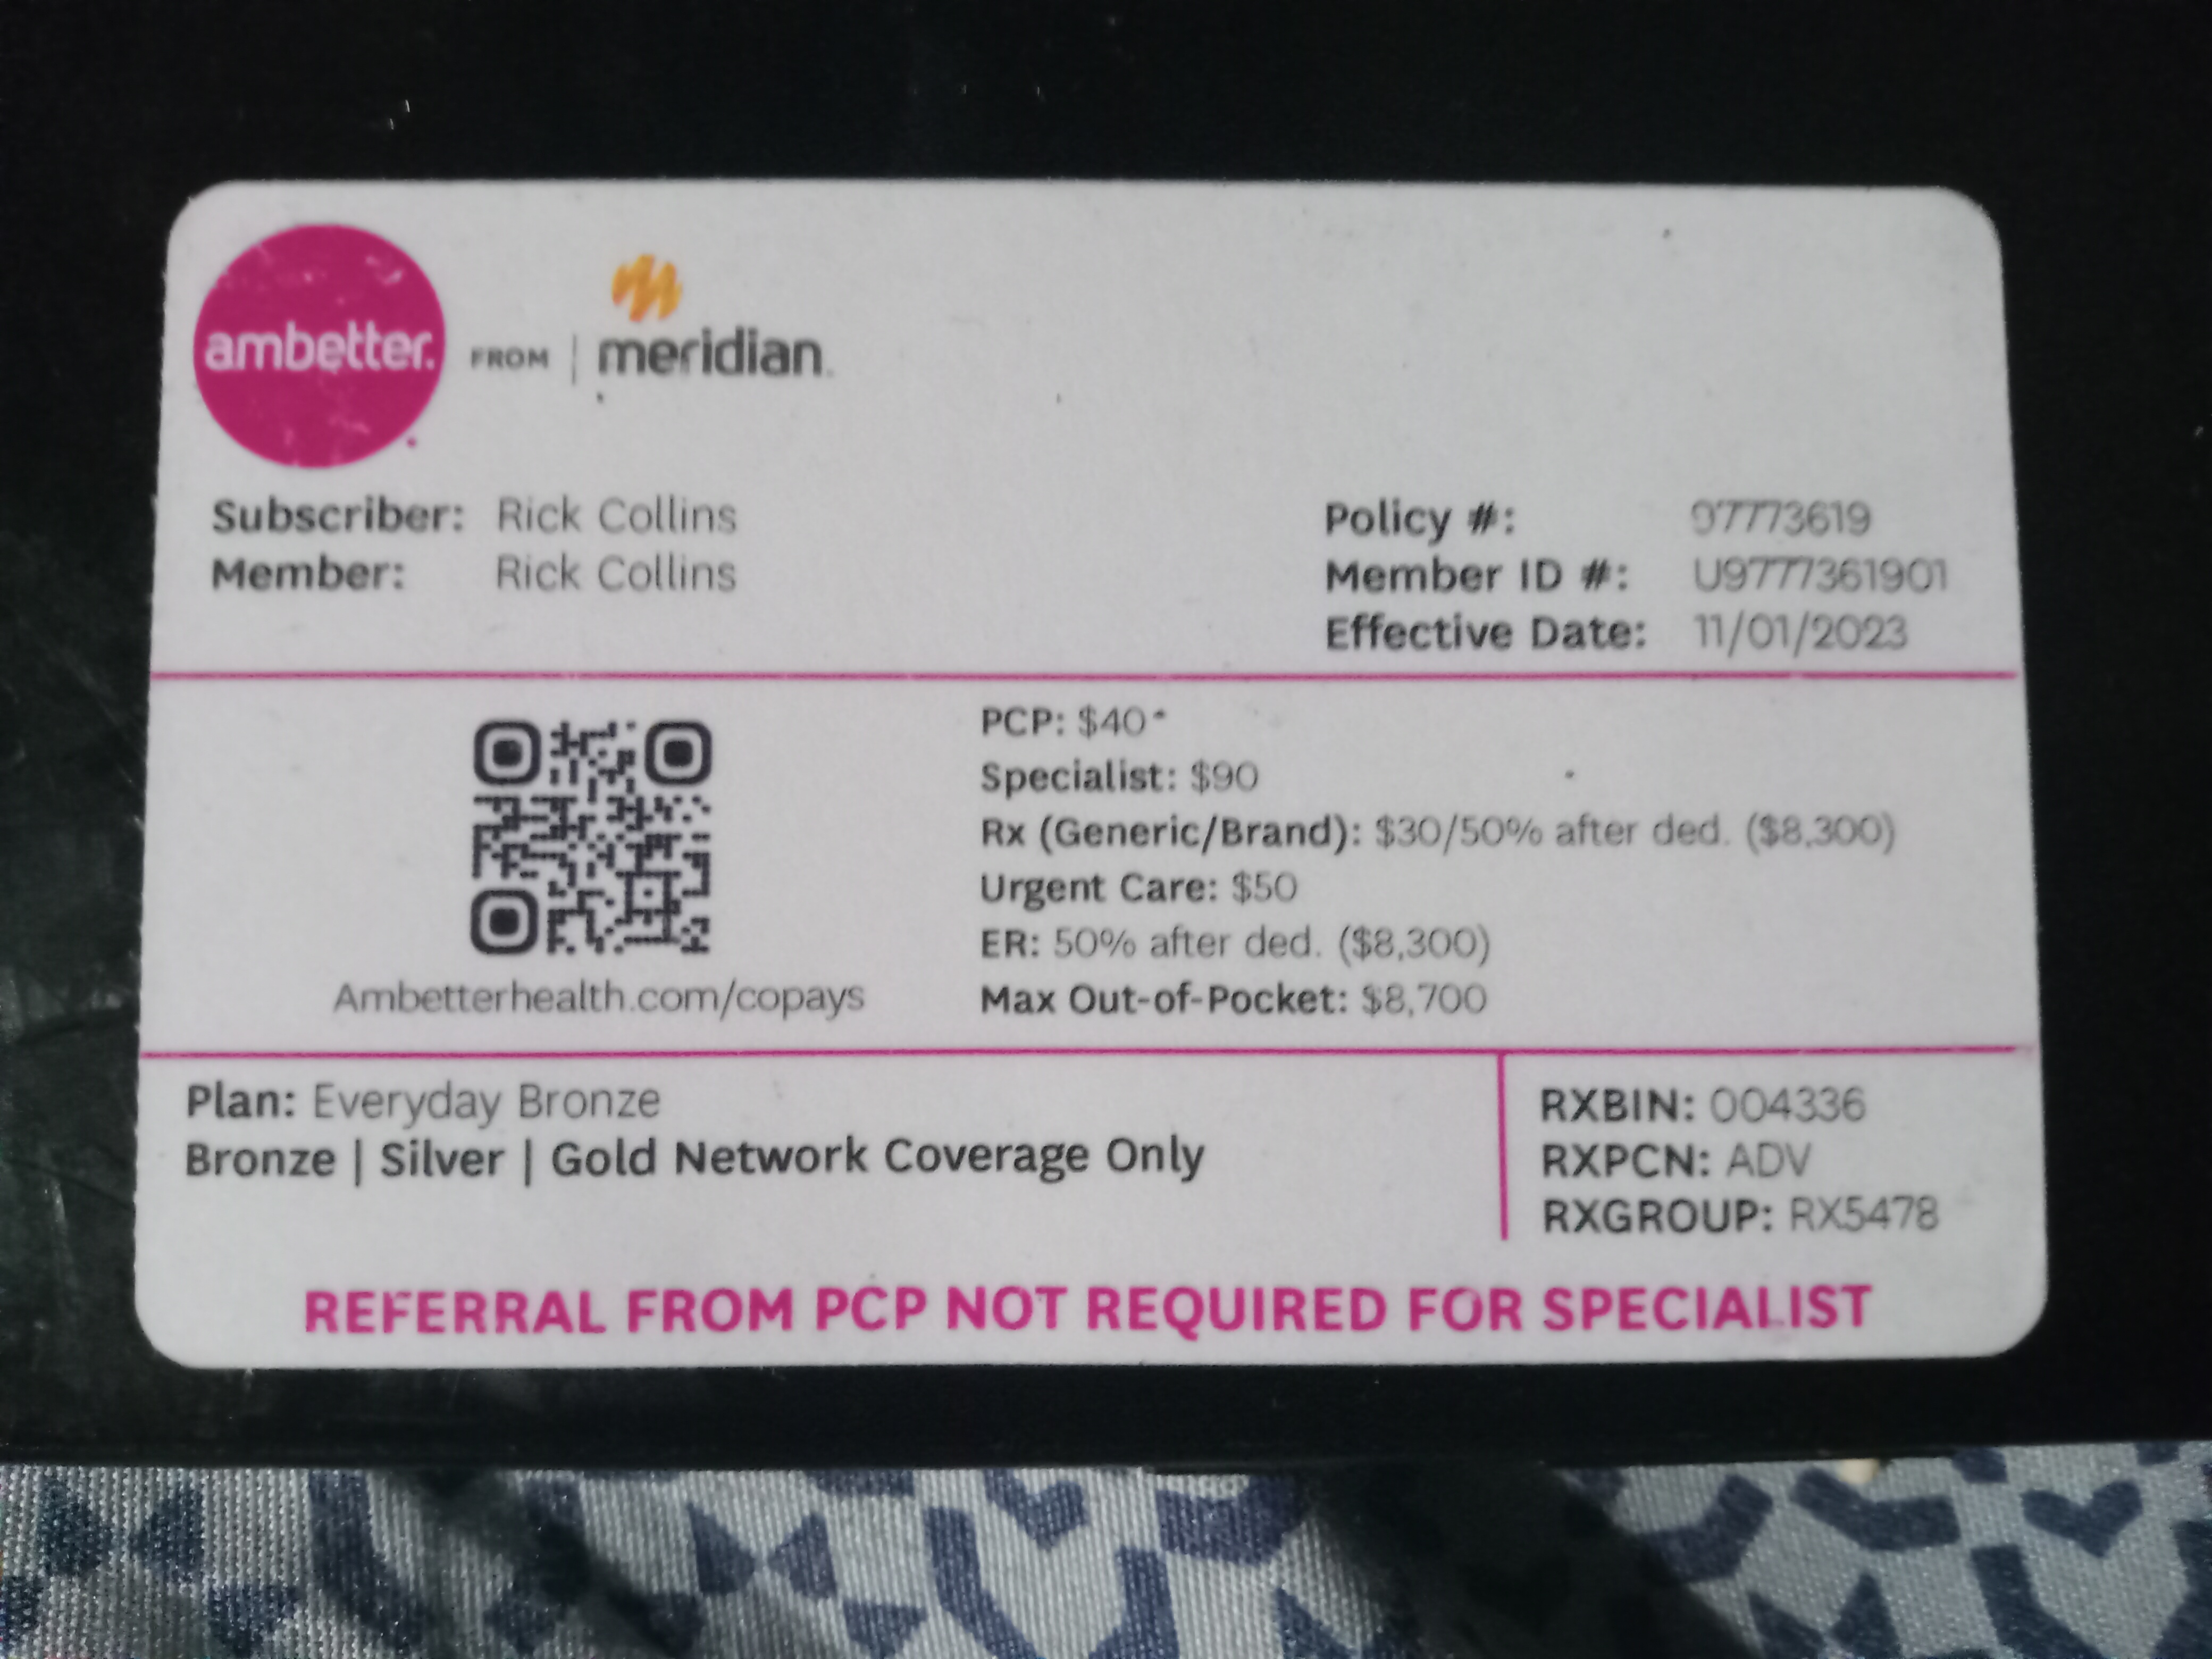 ambetter. FROM | meridian.
Subscriber: Rick Collins
Member: Rick Collins
Policy #: 97773619
Member ID #: U9777361901
Effective Date: 11/01/2023
Ambetterhealth.com/copays
PCP: $40*
Specialist: $90
Rx (Generic/Brand): $30/50% after ded. ($8,300)
Urgent Care: $50
ER: 50% after ded. ($8,300)
Max Out-of-Pocket: $8,700
Plan: Everyday Bronze
Bronze | Silver | Gold Network Coverage Only
RXBIN: 004336
RXPCN: ADV
RXGROUP: RX5478
REFERRAL FROM PCP NOT REQUIRED FOR SPECIALIST